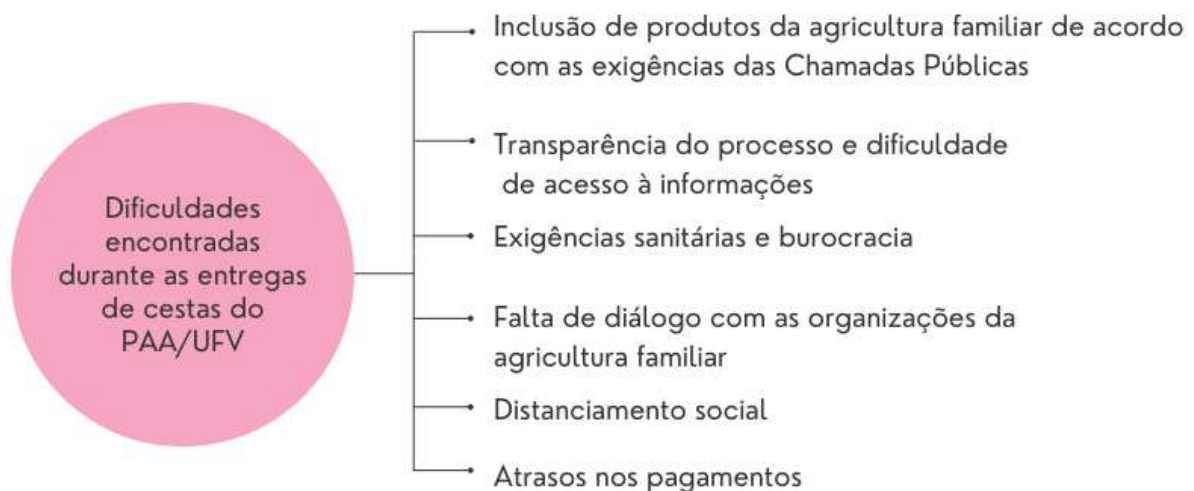 Dificuldades
encontradas
durante as entregas
de cestas do
PAA/UFV
Inclusão de produtos da agricultura familiar de acordo
com as exigências das Chamadas Públicas
Transparência do processo e dificuldade
de acesso à informações
Exigências sanitárias e burocracia
Falta de diálogo com as organizações da
agricultura familiar
Distanciamento social
Atrasos nos pagamentos